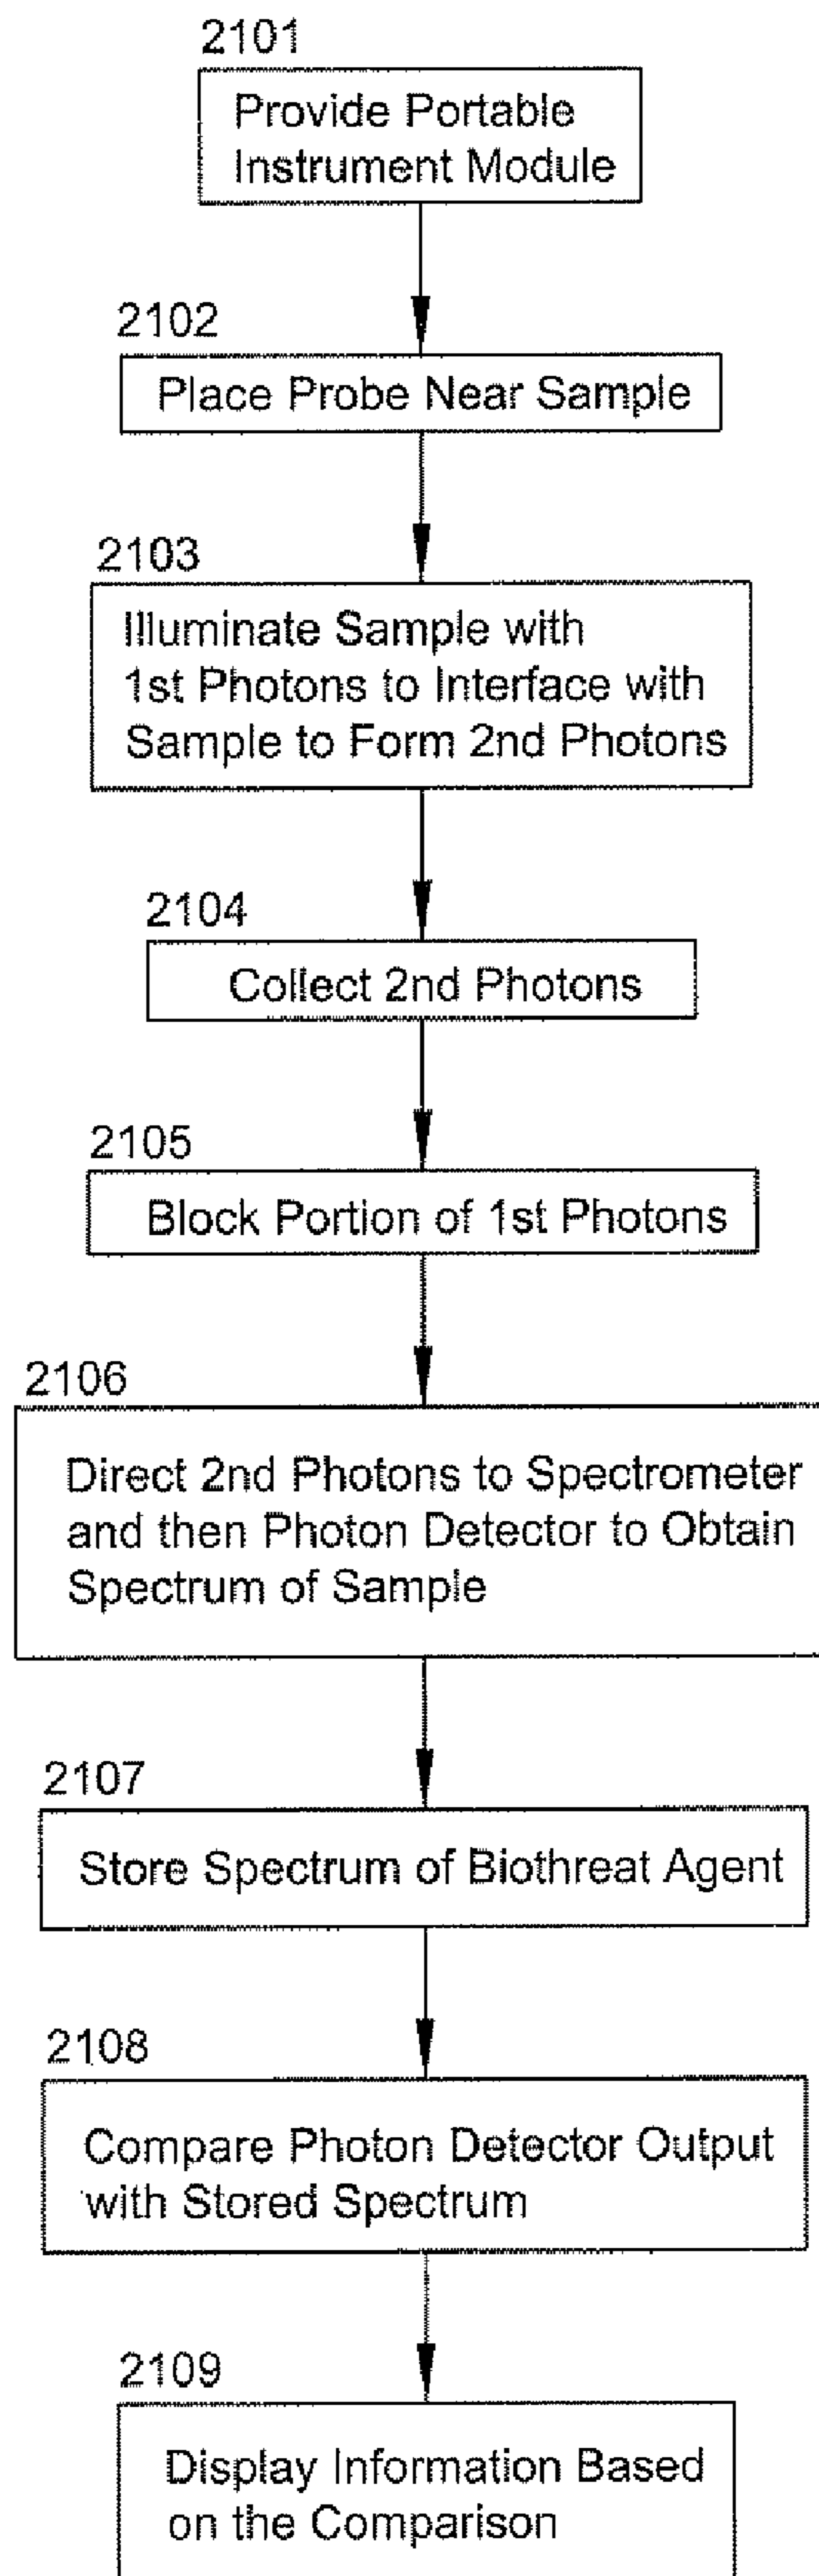 2101
Provide Portable
Instrument Module
2102
Place Probe Near Sample
2103
Illuminate Sample with
1st Photons to Interface with
Sample to Form 2nd Photons
2104
Collect 2nd Photons
2105
Block Portion of 1st Photons
2106
Direct 2nd Photons to Spectrometer
and then Photon Detector to Obtain
Spectrum of Sample
2107
Store Spectrum of Biothreat Agent
2108
Compare Photon Detector Output
with Stored Spectrum
2109
Display Information Based
on the Comparison